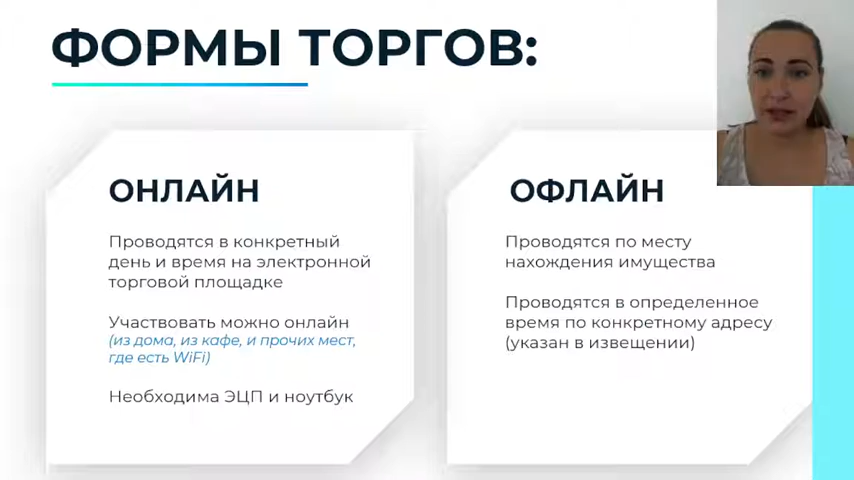 ФОРМЫ ТОРГОВ:
ОНЛАЙН
Проводятся в конкретный
день и время на электронной
торговой площадке
Участвовать можно онлайн
(из дома, из кафе, и прочих мест,
где есть WiFi)
Необходима ЭЦП и ноутбук
ОФЛАЙН
Проводятся по месту
нахождения имущества
Проводятся в определенное
время по конкретному адресу
(указан в извещении)